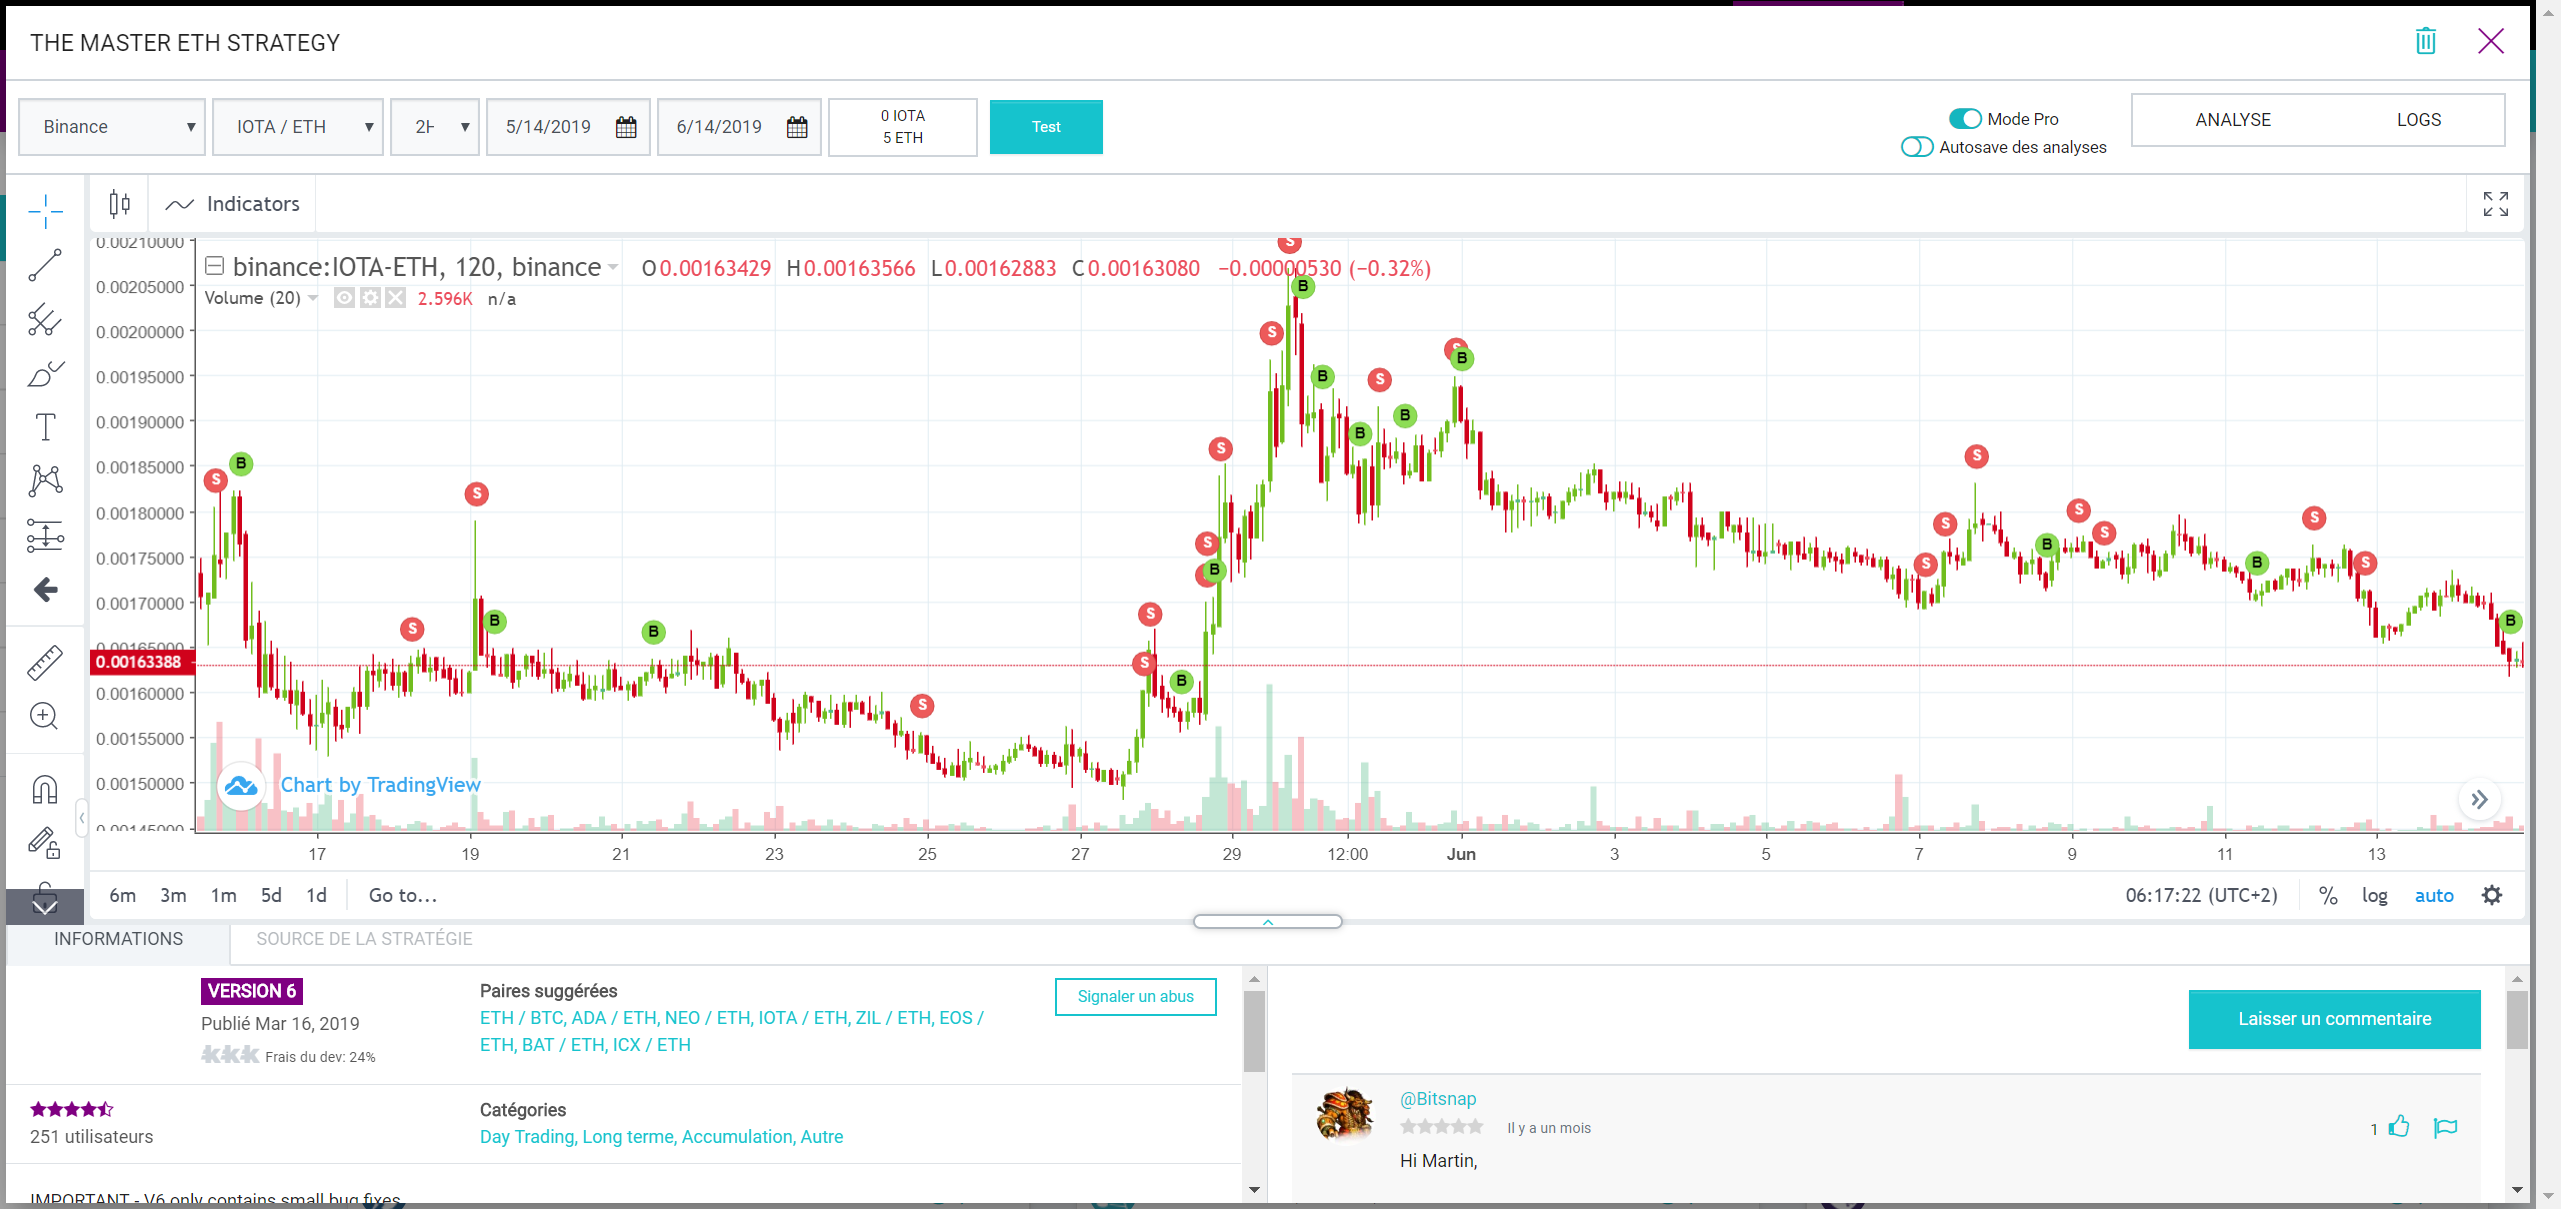 THE MASTER ETH STRATEGY
Binance
IOTA / ETH
2H
5/14/2019
6/14/2019
0 IOTA
5 ETH
Test
Mode Pro
Autosave des analyses
ANALYSE
LOGS
Indicators
binance:IOTA-ETH, 120, binance
O0.00163429 H0.00163566 L0.00162883 C0.00163080 −0.00000530 (−0.32%)
Volume (20) 2.596K n/a
0.00210000
0.00205000
0.00200000
0.00195000
0.00190000
0.00185000
0.00180000
0.00175000
0.00170000
0.00165000
0.00163388
0.00160000
0.00155000
0.00150000
0.00145000
S B S S B B S S S B S S B S S B B B S B S B S S S B S S B S S B
Chart by TradingView
17 19 21 23 25 27 29 12:00 Jun 3 5 7 9 11 13
6m 3m 1m 5d 1d Go to...
06:17:22 (UTC+2) % log auto
INFORMATIONS
SOURCE DE LA STRATÉGIE
VERSION 6
Publié Mar 16, 2019
Frais du dev: 24%
Paires suggérées
ETH / BTC, ADA / ETH, NEO / ETH, IOTA / ETH, ZIL / ETH, EOS /
ETH, BAT / ETH, ICX / ETH
Signaler un abus
251 utilisateurs
Catégories
Day Trading, Long terme, Accumulation, Autre
IMPORTANT - V6 only contains small bug fixes
Laisser un commentaire
@Bitsnap
Il y a un mois
1
Hi Martin,